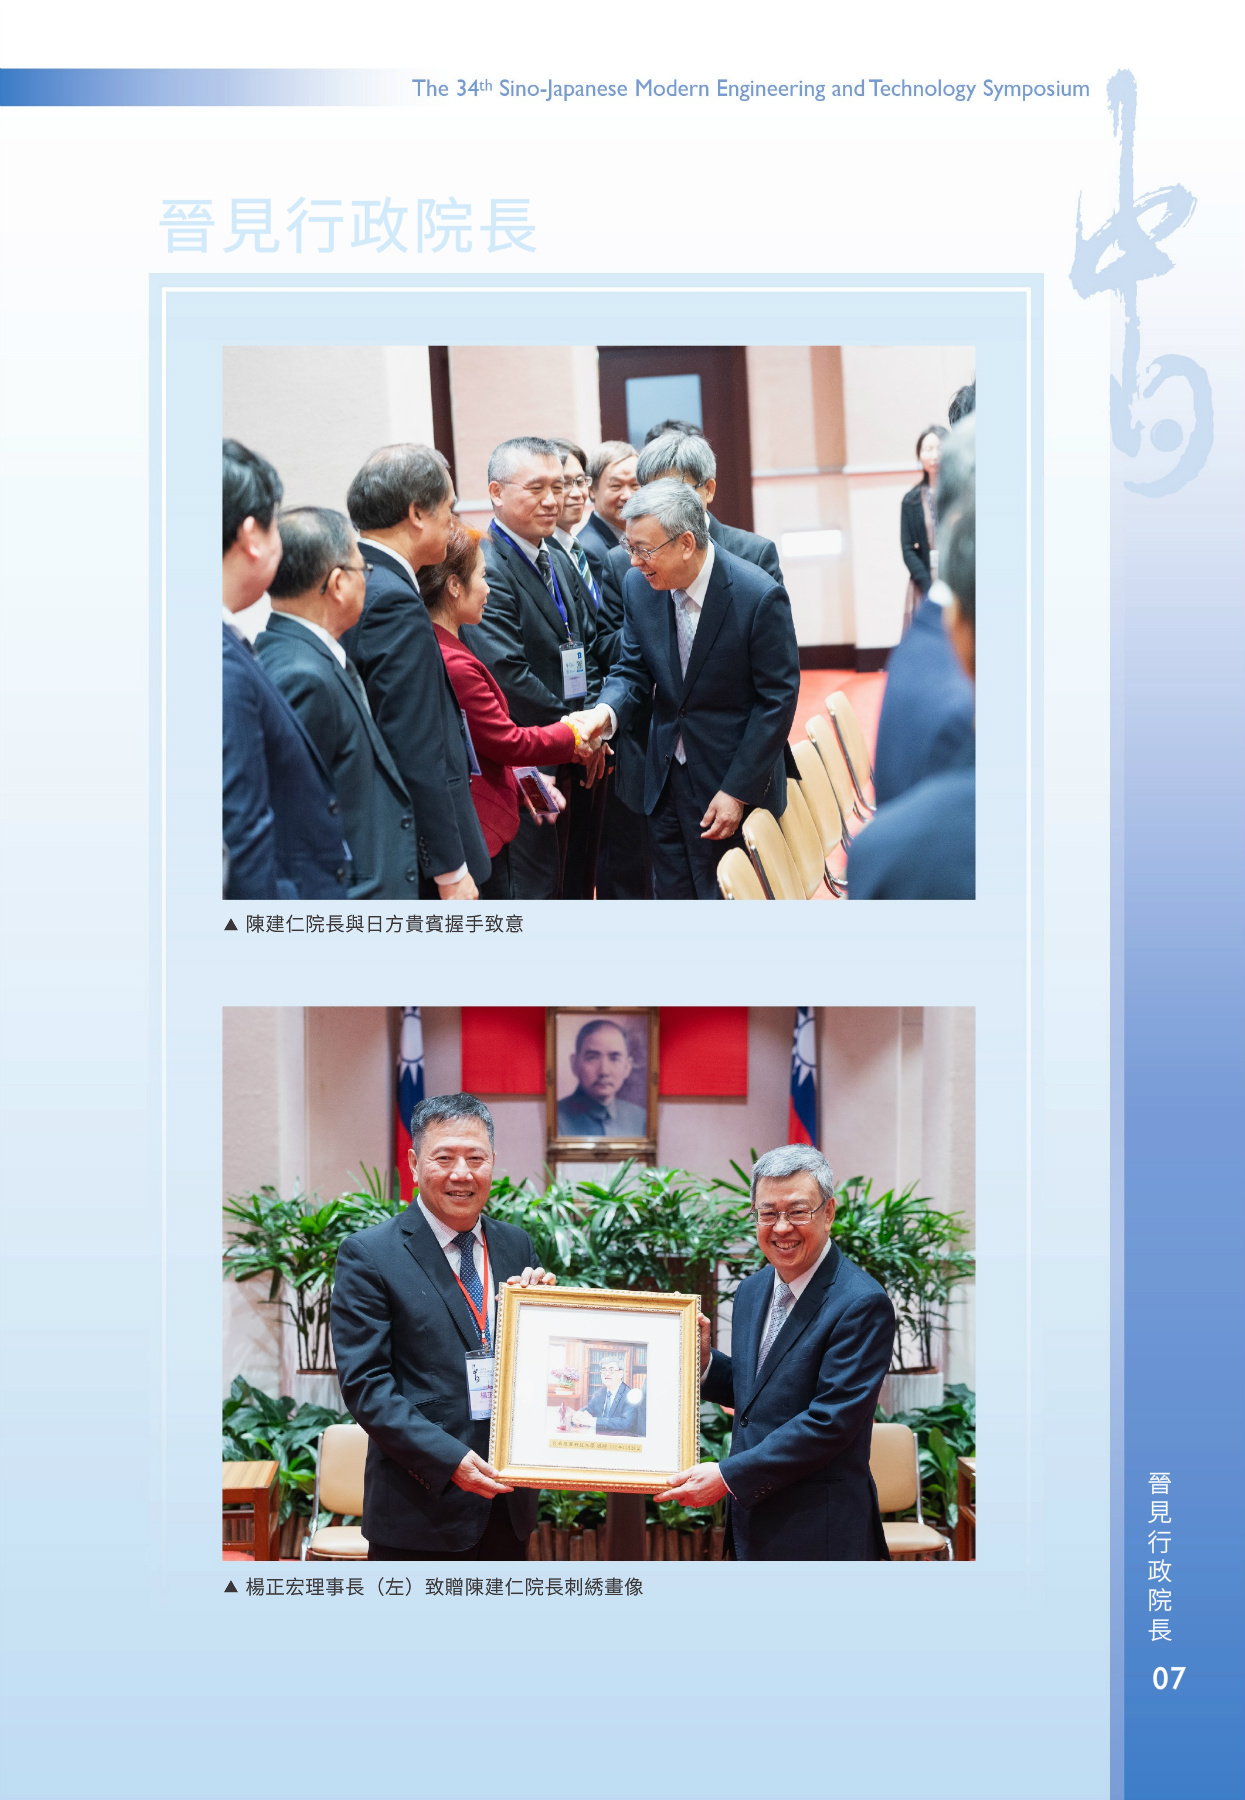 The 34th Sino-Japanese Modern Engineering and Technology Symposium
中日
晉見行政院長
▲ 陳建仁院長與日方貴賓握手致意
▲ 楊正宏理事長（左）致贈陳建仁院長刺綉畫像
晉見行政院長
07